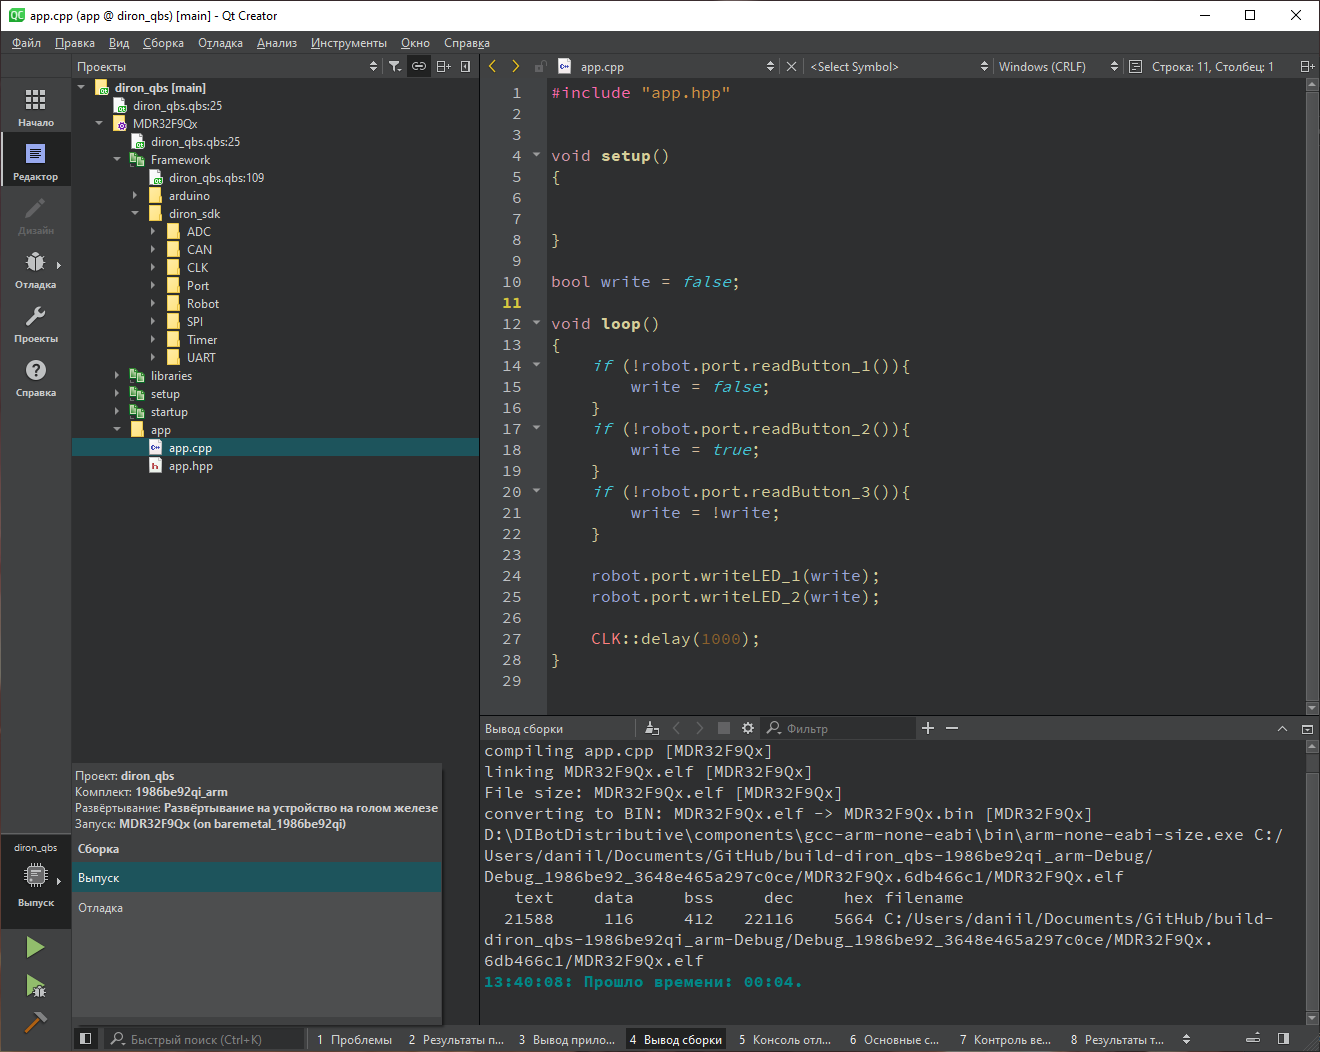 app.cpp (app @ diron_qbs) [main] - Qt Creator
Файл Правка Вид Сборка Отладка Анализ Инструменты Окно Справка
Проекты
app.cpp <Select Symbol> Windows (CRLF) Строка: 11, Столбец: 1
Начало
Редактор
Дизайн
Отладка
Проекты
Справка
diron_qbs [main]
diron_qbs.qbs:25
MDR32F9Qx
diron_qbs.qbs:25
Framework
diron_qbs.qbs:109
arduino
diron_sdk
ADC
CAN
CLK
Port
Robot
SPI
Timer
UART
libraries
setup
startup
app
app.cpp
app.hpp
1 #include "app.hpp"
2
3
4 void setup()
5 {
6
7
8 }
9
10 bool write = false;
11
12 void loop()
13 {
14 if (!robot.port.readButton_1()){
15 write = false;
16 }
17 if (!robot.port.readButton_2()){
18 write = true;
19 }
20 if (!robot.port.readButton_3()){
21 write = !write;
22 }
23
24 robot.port.writeLED_1(write);
25 robot.port.writeLED_2(write);
26
27 CLK::delay(1000);
28 }
29
Вывод сборки Фильтр
compiling app.cpp [MDR32F9Qx]
linking MDR32F9Qx.elf [MDR32F9Qx]
File size: MDR32F9Qx.elf [MDR32F9Qx]
converting to BIN: MDR32F9Qx.elf -> MDR32F9Qx.bin [MDR32F9Qx]
D:\DIBotDistributive\components\gcc-arm-none-eabi\bin\arm-none-eabi-size.exe C:/
Users/daniil/Documents/GitHub/build-diron_qbs-1986be92qi_arm-Debug/
Debug_1986be92_3648e465a297c0ce/MDR32F9Qx.6db466c1/MDR32F9Qx.elf
text data bss dec hex filename
21588 116 412 22116 5664 C:/Users/daniil/Documents/GitHub/build-
diron_qbs-1986be92qi_arm-Debug/Debug_1986be92_3648e465a297c0ce/MDR32F9Qx.
6db466c1/MDR32F9Qx.elf
13:40:08: Прошло времени: 00:04.
Проект: diron_qbs
Комплект: 1986be92qi_arm
Развёртывание: Развёртывание на устройство на голом железе
Запуск: MDR32F9Qx (on baremetal_1986be92qi)
Сборка
Выпуск
Отладка
diron_qbs
Выпуск
Быстрый поиск (Ctrl+K) 1 Проблемы 2 Результаты п... 3 Вывод прило... 4 Вывод сборки 5 Консоль отл... 6 Основные с... 7 Контроль ве... 8 Результаты т...